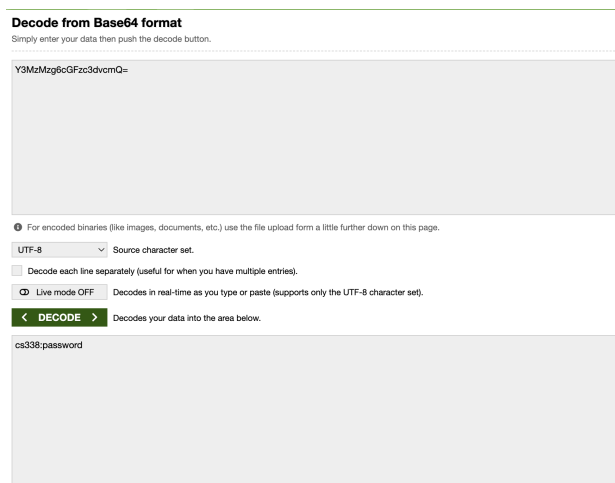 Decode from Base64 format
Simply enter your data then push the decode button.
Y3MzMzg6cGFzc3dvcmQ=
For encoded binaries (like images, documents, etc.) use the file upload form a little further down on this page.
UTF-8 Source character set.
Decode each line separately (useful for when you have multiple entries).
Live mode OFF Decodes in real-time as you type or paste (supports only the UTF-8 character set).
< DECODE > Decodes your data into the area below.
cs338:password